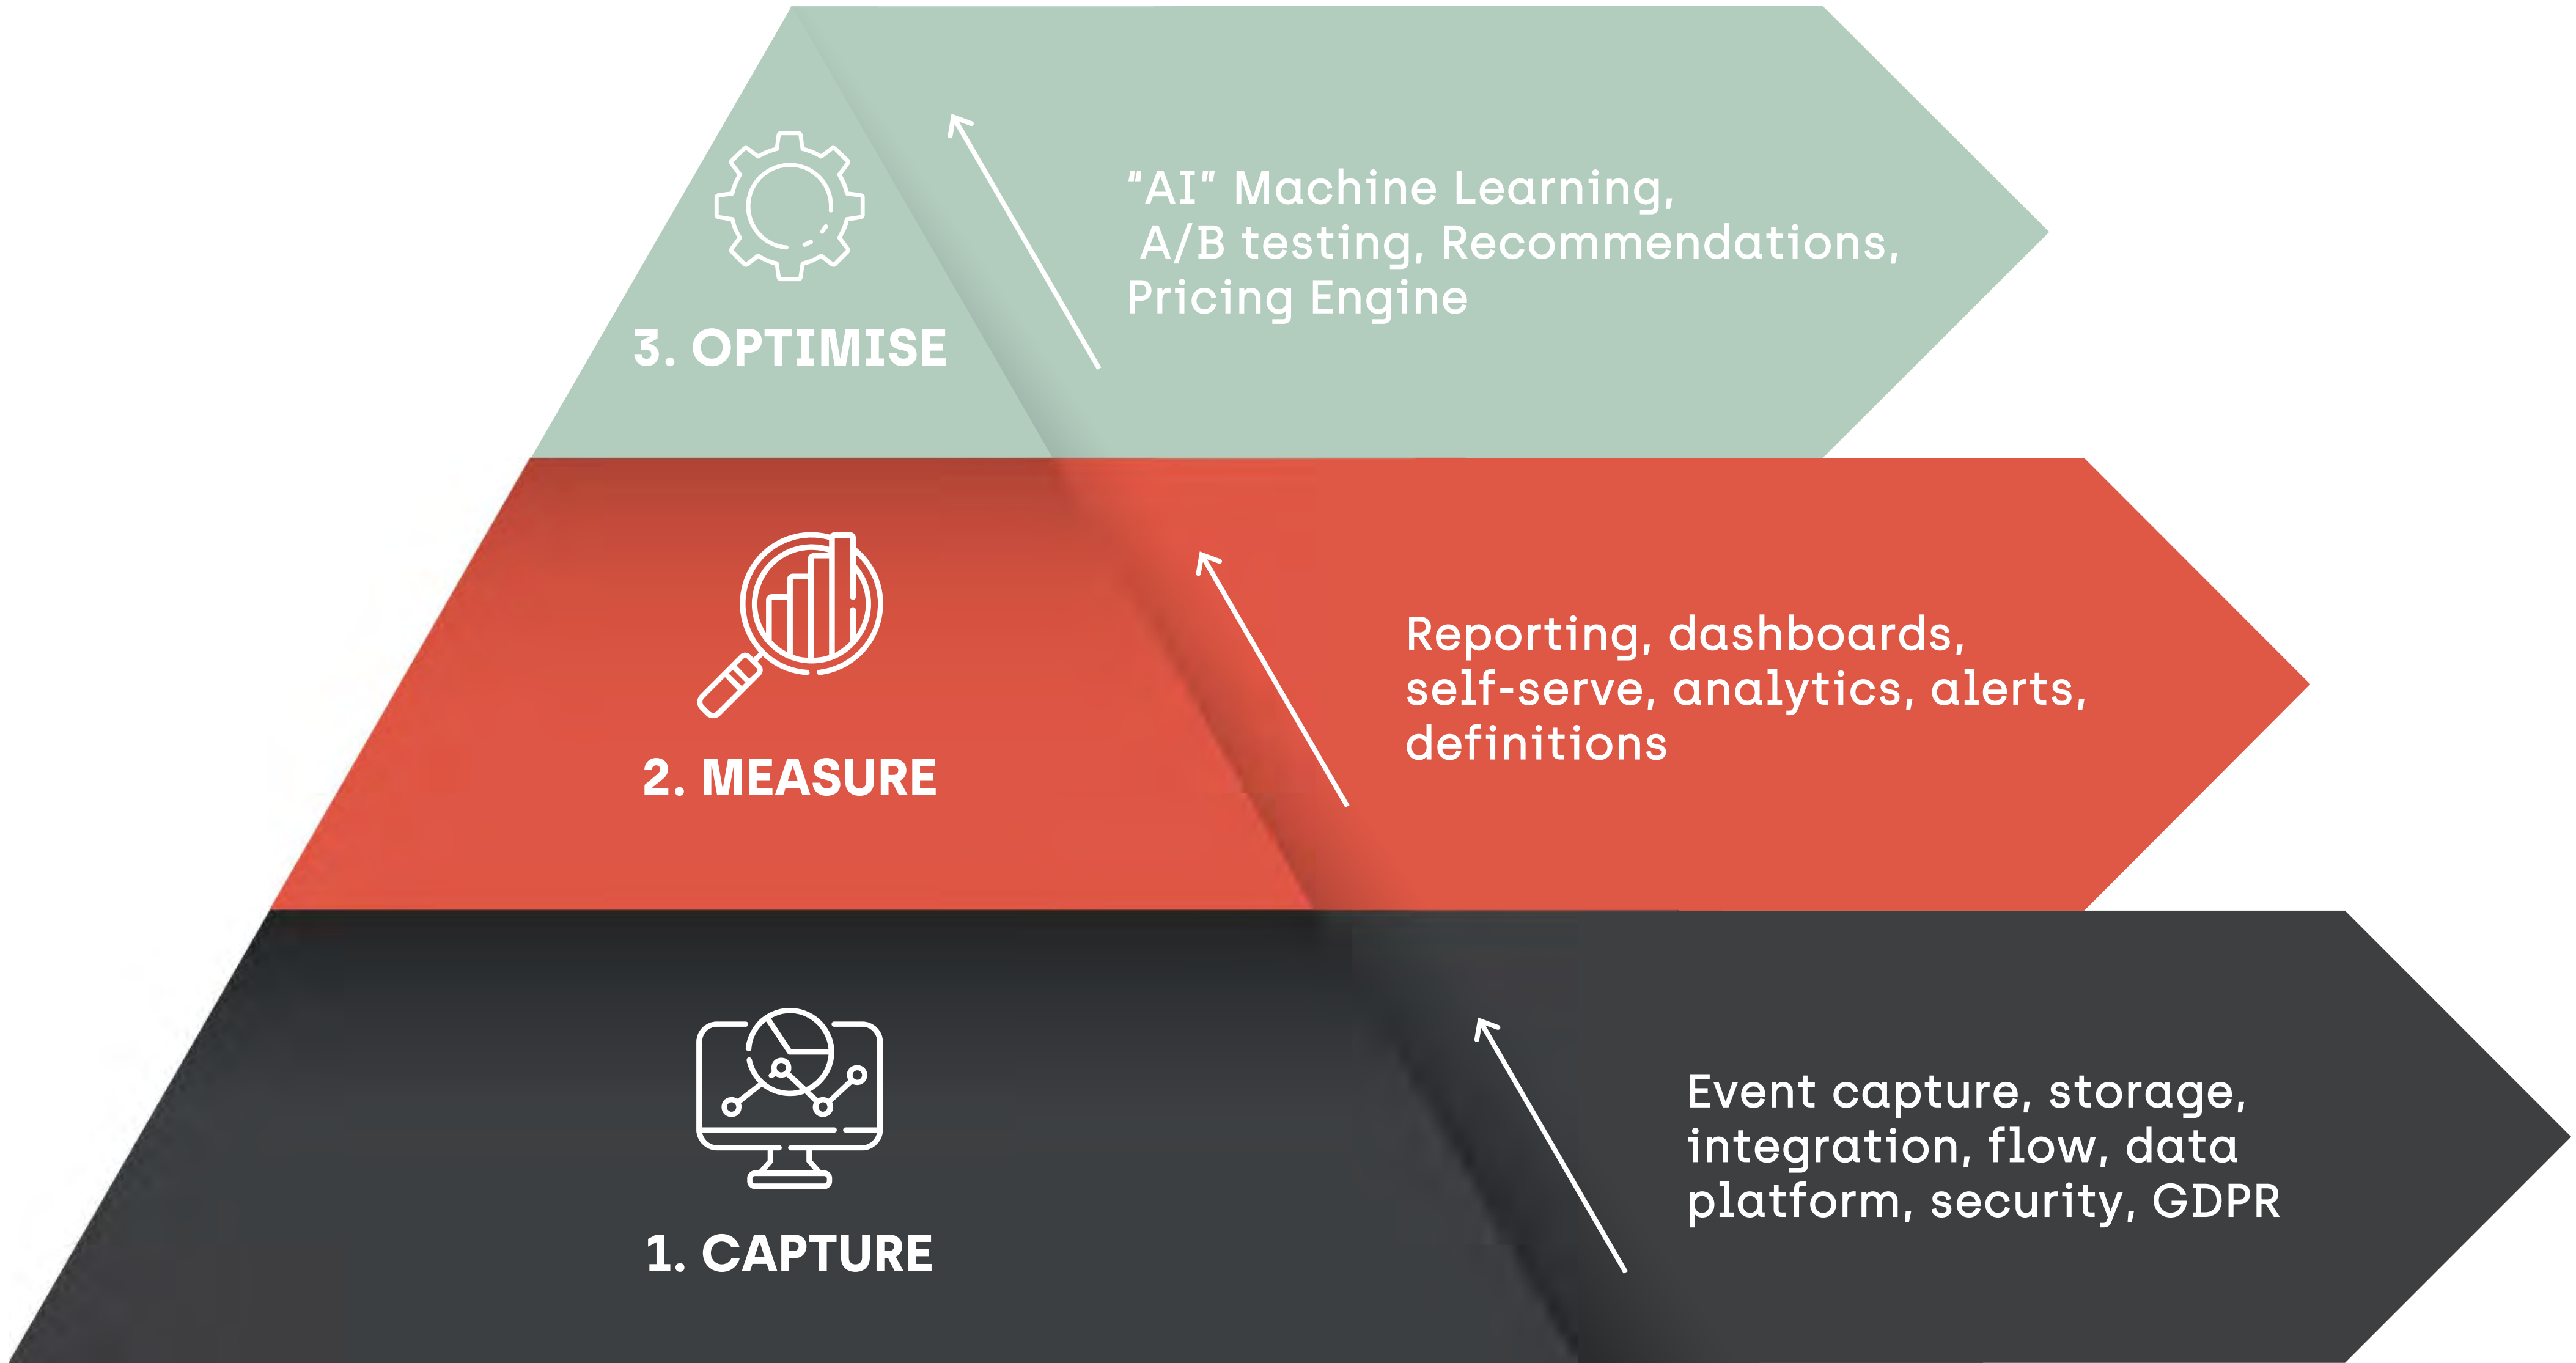 3. OPTIMISE
“AI” Machine Learning,
A/B testing, Recommendations,
Pricing Engine
2. MEASURE
Reporting, dashboards,
self-serve, analytics, alerts,
definitions
1. CAPTURE
Event capture, storage,
integration, flow, data
platform, security, GDPR